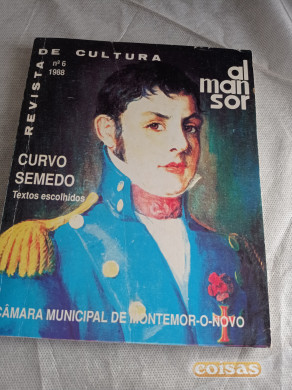 REVISTA DE CULTURA
nº 6
1988
al
man
sor
CURVO
SEMEDO
Textos escolhidos
CÂMARA MUNICIPAL DE MONTEMOR-O-NOVO
coisas